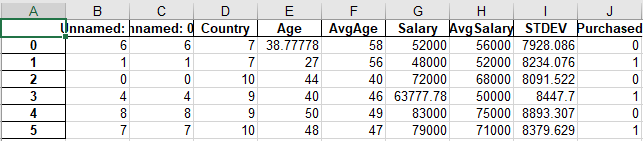 A B C D E F G H I J
Unnamed: nnamed: 0 Country Age AvgAge Salary AvgSalary STDEV Purchased
0 6 6 7 38.77778 58 52000 56000 7928.086 0
1 1 1 7 27 56 48000 52000 8234.076 1
2 0 0 10 44 40 72000 68000 8091.522 0
3 4 4 9 40 46 63777.78 50000 8447.7 1
4 8 8 9 50 49 83000 75000 8893.307 0
5 7 7 10 48 47 79000 71000 8379.629 1